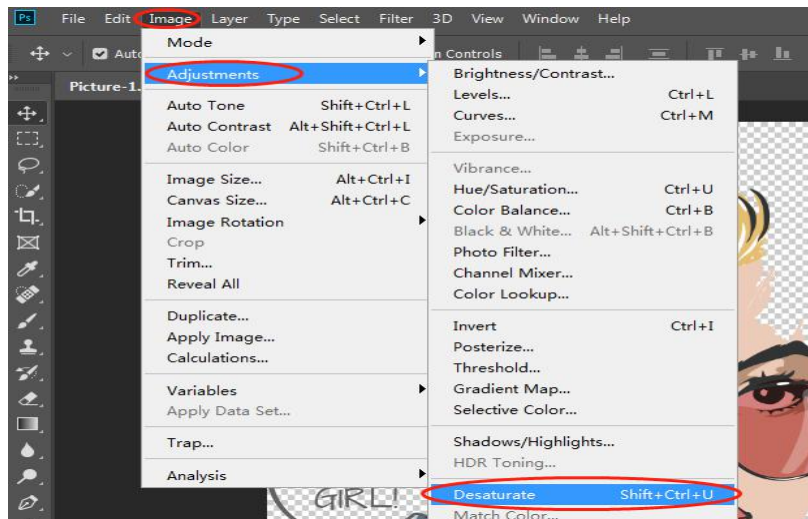 Ps File Edit Image Layer Type Select Filter 3D View Window Help
Auto n Controls
Picture-1.
Mode
Adjustments
Auto Tone Shift+Ctrl+L
Auto Contrast Alt+Shift+Ctrl+L
Auto Color Shift+Ctrl+B
Image Size... Alt+Ctrl+I
Canvas Size... Alt+Ctrl+C
Image Rotation
Crop
Trim...
Reveal All
Duplicate...
Apply Image...
Calculations...
Variables
Apply Data Set...
Trap...
Analysis
Brightness/Contrast...
Levels... Ctrl+L
Curves... Ctrl+M
Exposure...
Vibrance...
Hue/Saturation... Ctrl+U
Color Balance... Ctrl+B
Black & White... Alt+Shift+Ctrl+B
Photo Filter...
Channel Mixer...
Color Lookup...
Invert Ctrl+I
Posterize...
Threshold...
Gradient Map...
Selective Color...
Shadows/Highlights...
HDR Toning...
Desaturate Shift+Ctrl+U
Match Color...
GIRL!